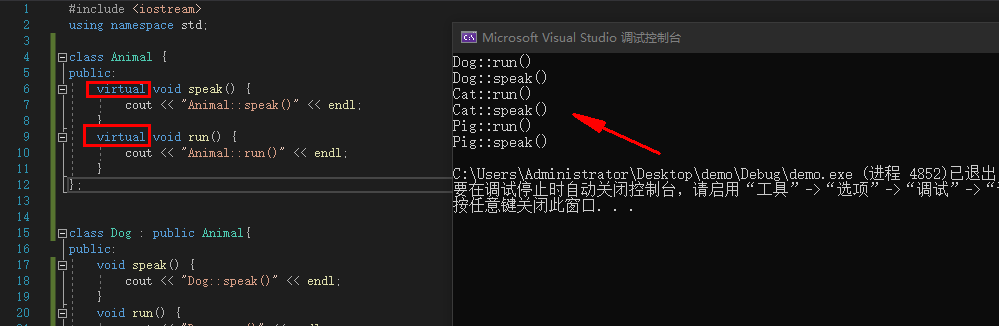 1 #include <iostream>
2 using namespace std;
3
4 class Animal {
5 public:
6 virtual void speak() {
7 cout << "Animal::speak()" << endl;
8 }
9 virtual void run() {
10 cout << "Animal::run()" << endl;
11 }
12 };
13
14
15 class Dog : public Animal{
16 public:
17 void speak() {
18 cout << "Dog::speak()" << endl;
19 }
20 void run() {
21
Microsoft Visual Studio 调试控制台
Dog::run()
Dog::speak()
Cat::run()
Cat::speak()
Pig::run()
Pig::speak()
C:\Users\Administrator\Desktop\demo\Debug\demo.exe (进程 4852)已退出
要在调试停止时自动关闭控制台，请启用“工具”->“选项”->“调试”->“
按任意键关闭此窗口. . .